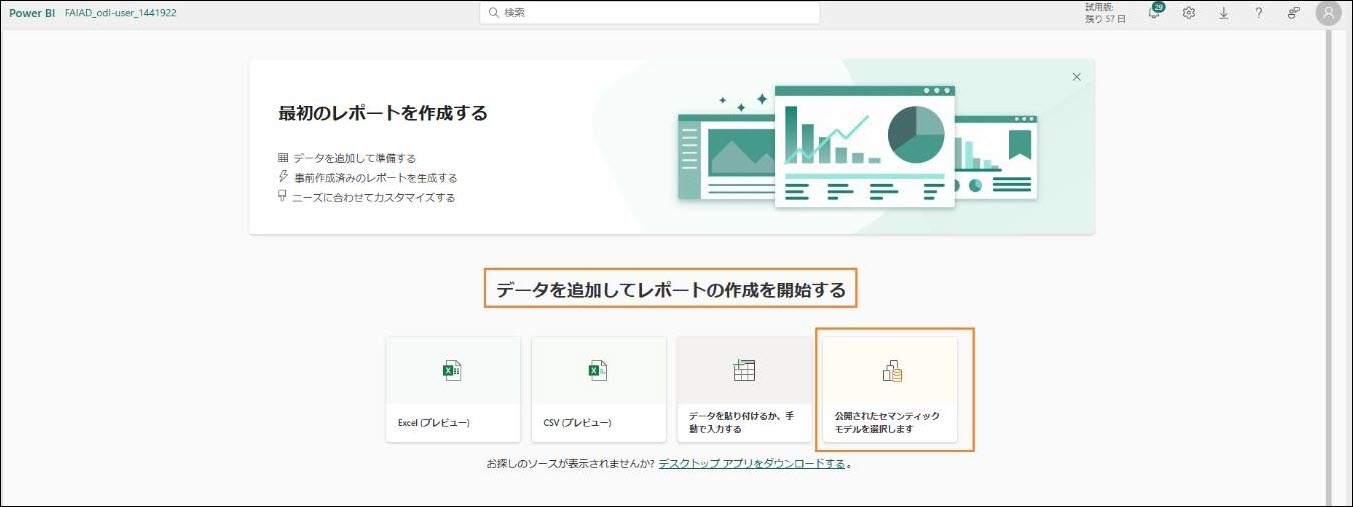 Power BI FAIAD_odl-user_1441922
検索
試用版:
残り 57 日
29
最初のレポートを作成する
データを追加して準備する
事前作成済みのレポートを生成する
ニーズに合わせてカスタマイズする
データを追加してレポートの作成を開始する
Excel (プレビュー)
CSV (プレビュー)
データを貼り付けるか、手
動で入力する
公開されたセマンティック
モデルを選択します
お探しのソースが表示されませんか? デスクトップ アプリをダウンロードする。